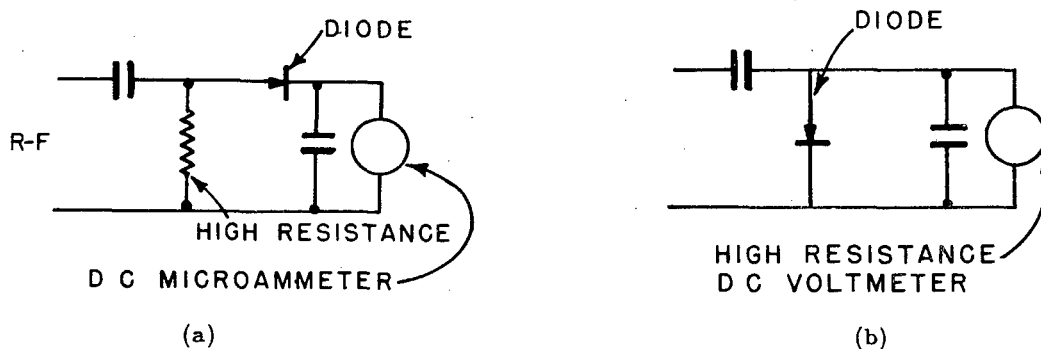 DIODE
R-F
HIGH RESISTANCE
D C MICROAMMETER
(a)
DIODE
HIGH RESISTANCE
D C VOLTMETER
(b)